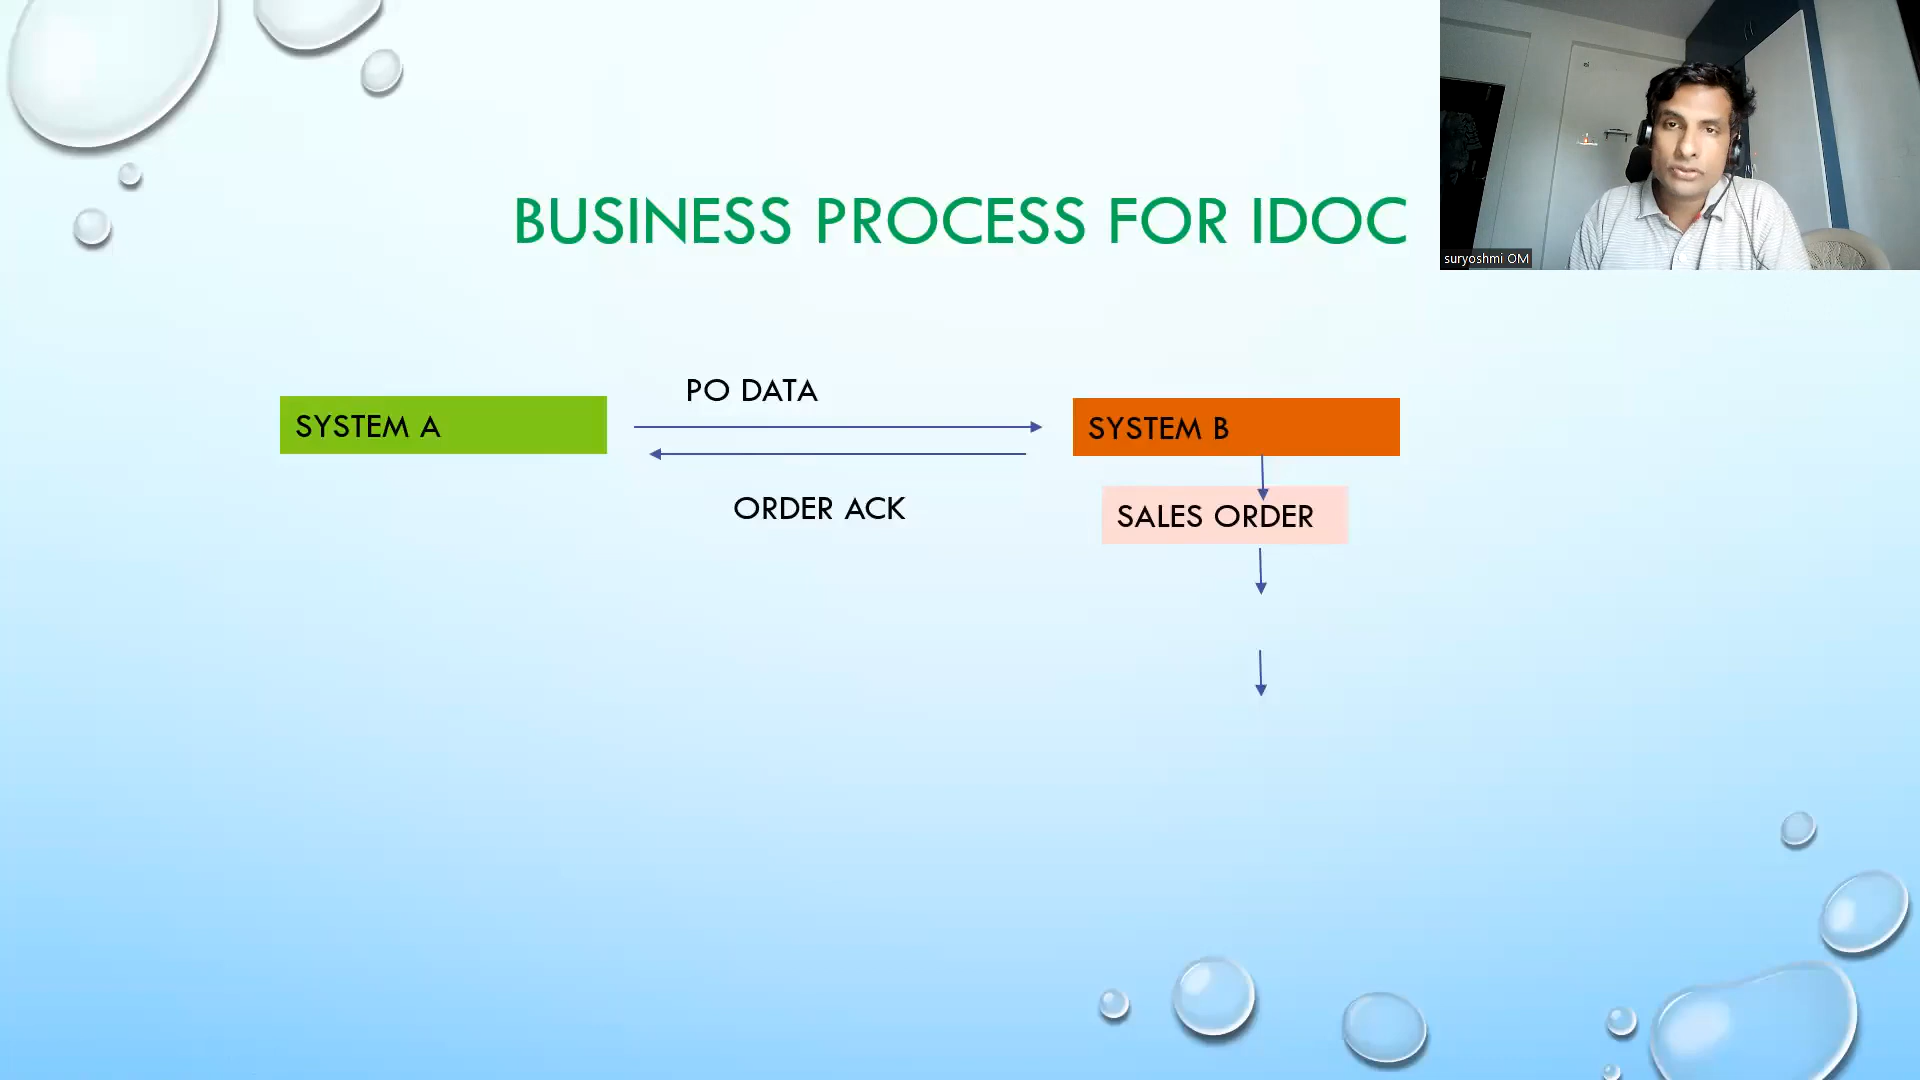 BUSINESS PROCESS FOR IDOC
suryoshmi OM
PO DATA
SYSTEM A
SYSTEM B
ORDER ACK
SALES ORDER